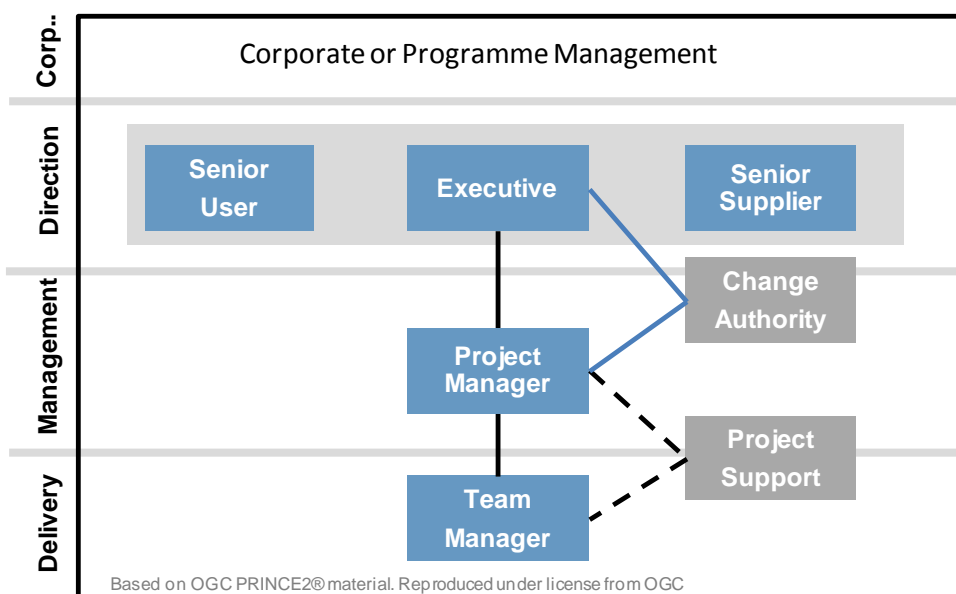 Corp..
Corporate or Programme Management
Direction
Senior
User
Executive
Senior
Supplier
Management
Change
Authority
Project
Manager
Project
Support
Delivery
Team
Manager
Based on OGC PRINCE2® material. Reproduced under license from OGC